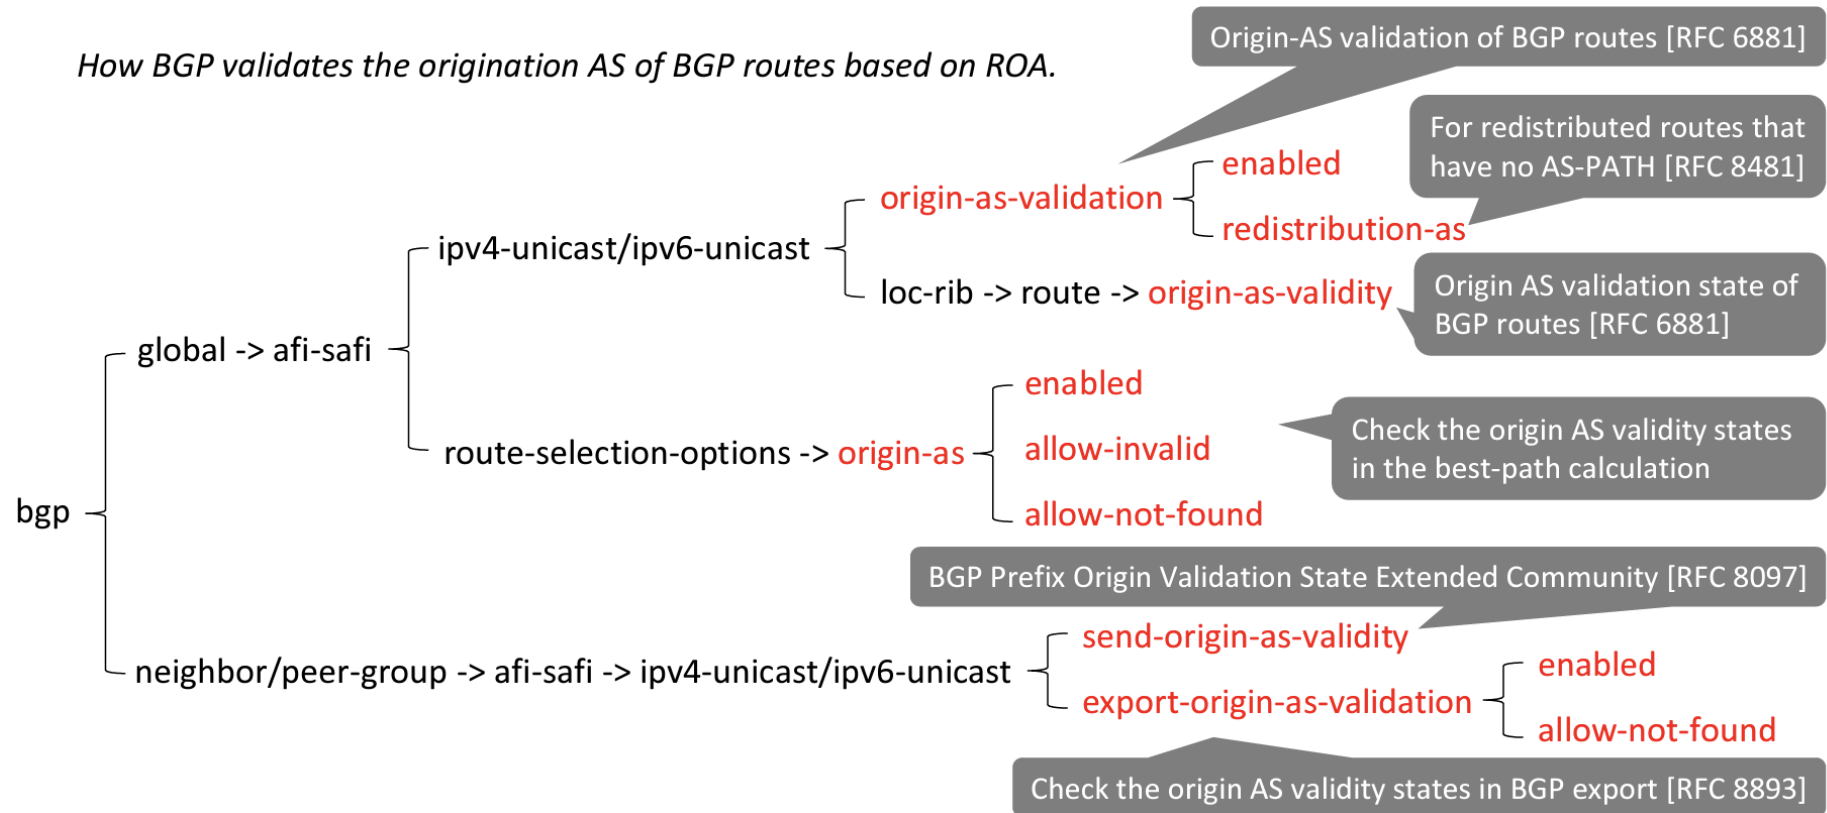 Origin-AS validation of BGP routes [RFC 6881]
How BGP validates the origination AS of BGP routes based on ROA.
For redistributed routes that
have no AS-PATH [RFC 8481]
enabled
origin-as-validation
redistribution-as
ipv4-unicast/ipv6-unicast
loc-rib -> route -> origin-as-validity
Origin AS validation state of
BGP routes [RFC 6881]
global -> afi-safi
enabled
route-selection-options -> origin-as
allow-invalid
allow-not-found
Check the origin AS validity states
in the best-path calculation
bgp
BGP Prefix Origin Validation State Extended Community [RFC 8097]
send-origin-as-validity
neighbor/peer-group -> afi-safi -> ipv4-unicast/ipv6-unicast
export-origin-as-validation
enabled
allow-not-found
Check the origin AS validity states in BGP export [RFC 8893]